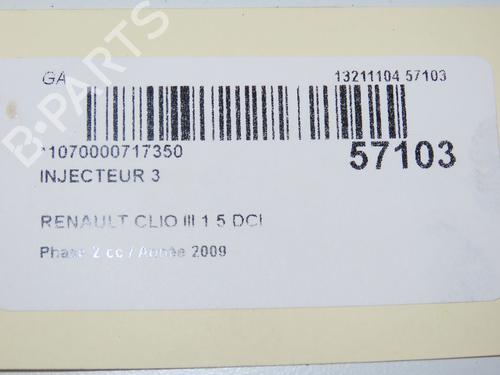 GA
13211104 57103
*1070000717350
57103
INJECTEUR 3
RENAULT CLIO III 1 5 DCI
Phase 2 cc / Année 2009
B-PARTS